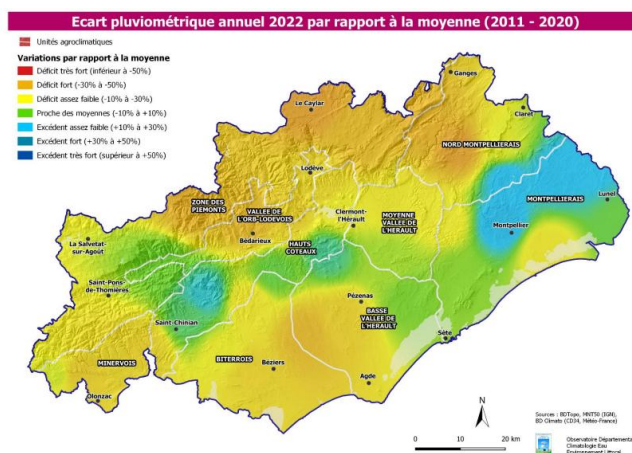 Ecart pluviométrique annuel 2022 par rapport à la moyenne (2011 - 2020)
Unités agroclimatiques
Variations par rapport à la moyenne
Déficit très fort (inférieur à -50%)
Déficit fort (-30% à -50%)
Déficit assez faible (-10% à -30%)
Proche des moyennes (-10% à +10%)
Excédent assez faible (+10% à +30%)
Excédent fort (+30% à +50%)
Excédent très fort (supérieur à +50%)
Ganges
Le Caylar
Claret
NORD MONTPELLIERAIS
Lodève
ZONE DES
PIEMONTS
VALLEE DE
L'ORB-LODEVOIS
Clermont-
l'Hérault
MOYENNE
VALLEE DE
L'HERAULT
MONTPELLIERAIS
Lunel
Montpellier
Bédarieux
La Salvetat-
sur-Agoût
HAUTS
COTEAUX
Saint-Pons-
de-Thomières
Pézenas
BASSE
VALLEE DE
L'HERAULT
Saint-Chinian
Sète
MINERVOIS
BITERROIS
Béziers
Agde
Olonzac
N
0 10 20 km
Sources : BDTopo, MNT50 (IGN),
BD Climato (CD34, Météo-France)
Observatoire Départemental
Climatologie Eau
Environnement Littoral